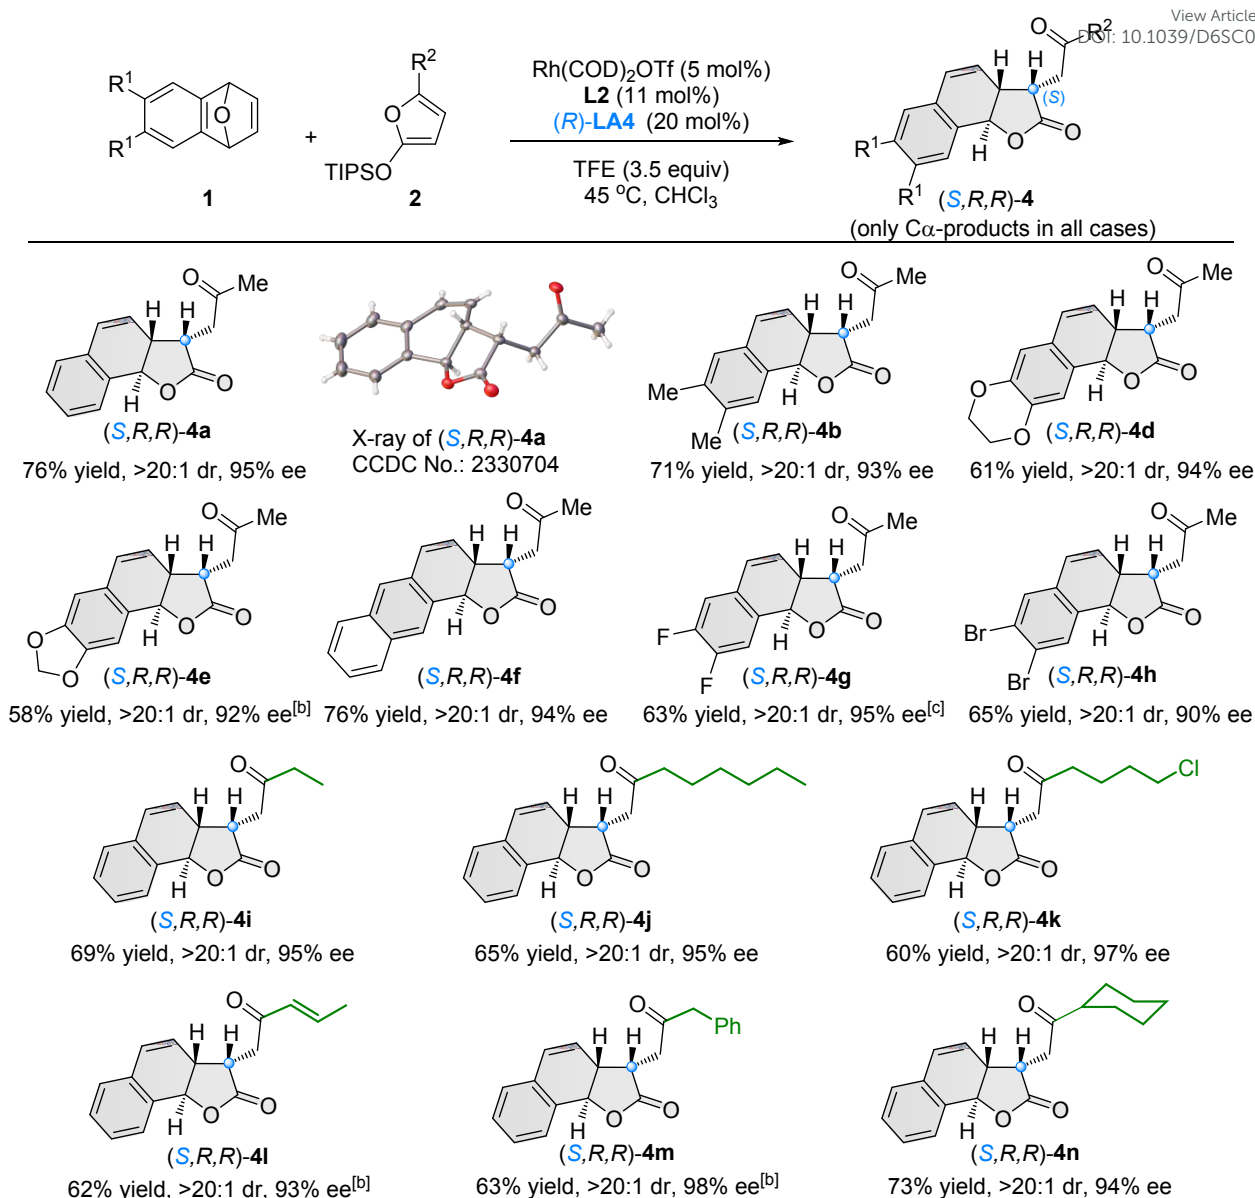 View Article
DOI: 10.1039/D6SC0
R¹
R¹
O
1
+
R²
O
TIPSO
2
Rh(COD)₂OTf (5 mol%)
L2 (11 mol%)
(R)-LA4 (20 mol%)
TFE (3.5 equiv)
45 °C, CHCl₃
O R²
H H
(S)
O
O
H
R¹
R¹
(S,R,R)-4
(only Cα-products in all cases)
O Me
H H
O
O
H
(S,R,R)-4a
76% yield, >20:1 dr, 95% ee
X-ray of (S,R,R)-4a
CCDC No.: 2330704
O Me
H H
O
O
H
Me
Me
(S,R,R)-4b
71% yield, >20:1 dr, 93% ee
O Me
H H
O
O
H
O
O
(S,R,R)-4d
61% yield, >20:1 dr, 94% ee
O Me
H H
O
O
H
O
O
(S,R,R)-4e
58% yield, >20:1 dr, 92% ee[b]
O Me
H H
O
O
H
(S,R,R)-4f
76% yield, >20:1 dr, 94% ee
O Me
H H
O
O
H
F
F
(S,R,R)-4g
63% yield, >20:1 dr, 95% ee[c]
O Me
H H
O
O
H
Br
Br
(S,R,R)-4h
65% yield, >20:1 dr, 90% ee
O
H H
O
O
H
(S,R,R)-4i
69% yield, >20:1 dr, 95% ee
O
H H
O
O
H
(S,R,R)-4j
65% yield, >20:1 dr, 95% ee
O Cl
H H
O
O
H
(S,R,R)-4k
60% yield, >20:1 dr, 97% ee
O
H H
O
O
H
(S,R,R)-4l
62% yield, >20:1 dr, 93% ee[b]
O
Ph
H H
O
O
H
(S,R,R)-4m
63% yield, >20:1 dr, 98% ee[b]
O
H H
O
O
H
(S,R,R)-4n
73% yield, >20:1 dr, 94% ee